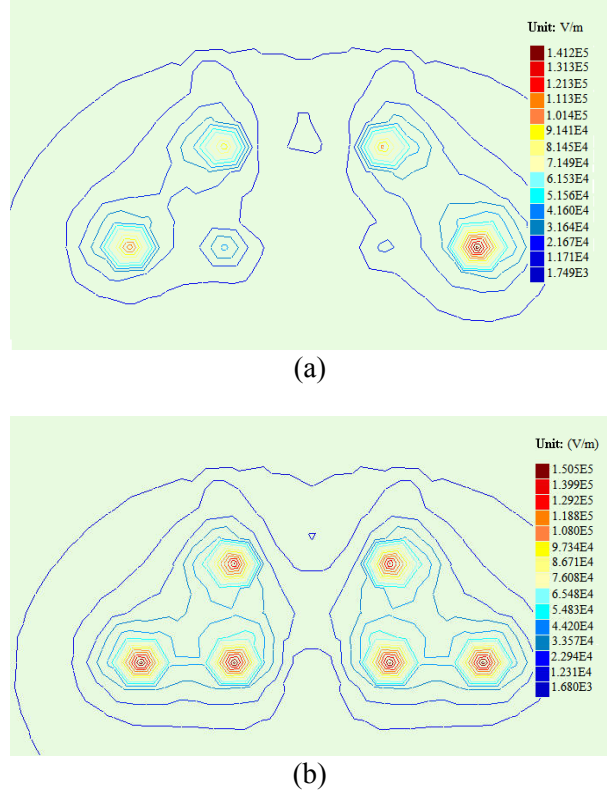 Unit: V/m
1.412E5
1.313E5
1.213E5
1.113E5
1.014E5
9.141E4
8.145E4
7.149E4
6.153E4
5.156E4
4.160E4
3.164E4
2.167E4
1.171E4
1.749E3
(a)
Unit: (V/m)
1.505E5
1.399E5
1.292E5
1.188E5
1.080E5
9.734E4
8.671E4
7.608E4
6.548E4
5.483E4
4.420E4
3.357E4
2.294E4
1.231E4
1.680E3
(b)